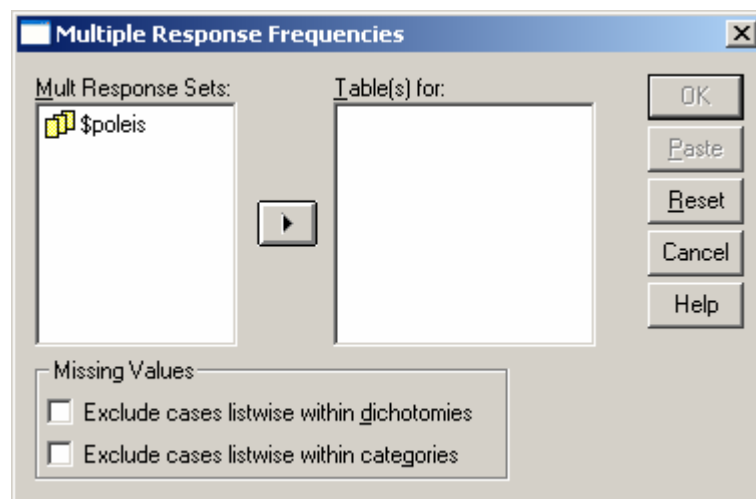 Multiple Response Frequencies
Mult Response Sets:
$poleis
Table(s) for:
OK
Paste
Reset
Cancel
Help
Missing Values
Exclude cases listwise within dichotomies
Exclude cases listwise within categories